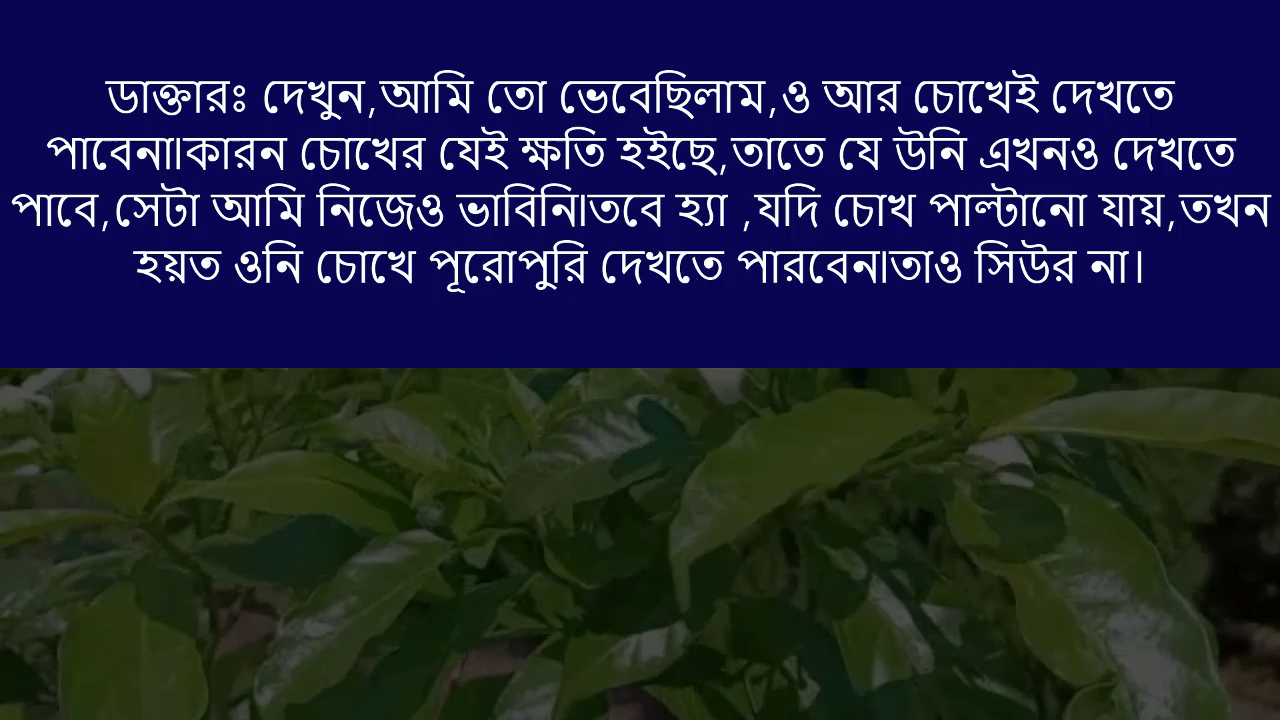 ডাক্তারঃ দেখুন,আমি তো ভেবেছিলাম,ও আর চোখেই দেখতে
পাবেনা।কারন চোখের যেই ক্ষতি হইছে,তাতে যে উনি এখনও দেখতে
পাবে,সেটা আমি নিজেও ভাবিনি।তবে হ্যা ,যদি চোখ পাল্টানো যায়,তখন
হয়ত ওনি চোখে পূরোপুরি দেখতে পারবেন।তাও সিউর না।